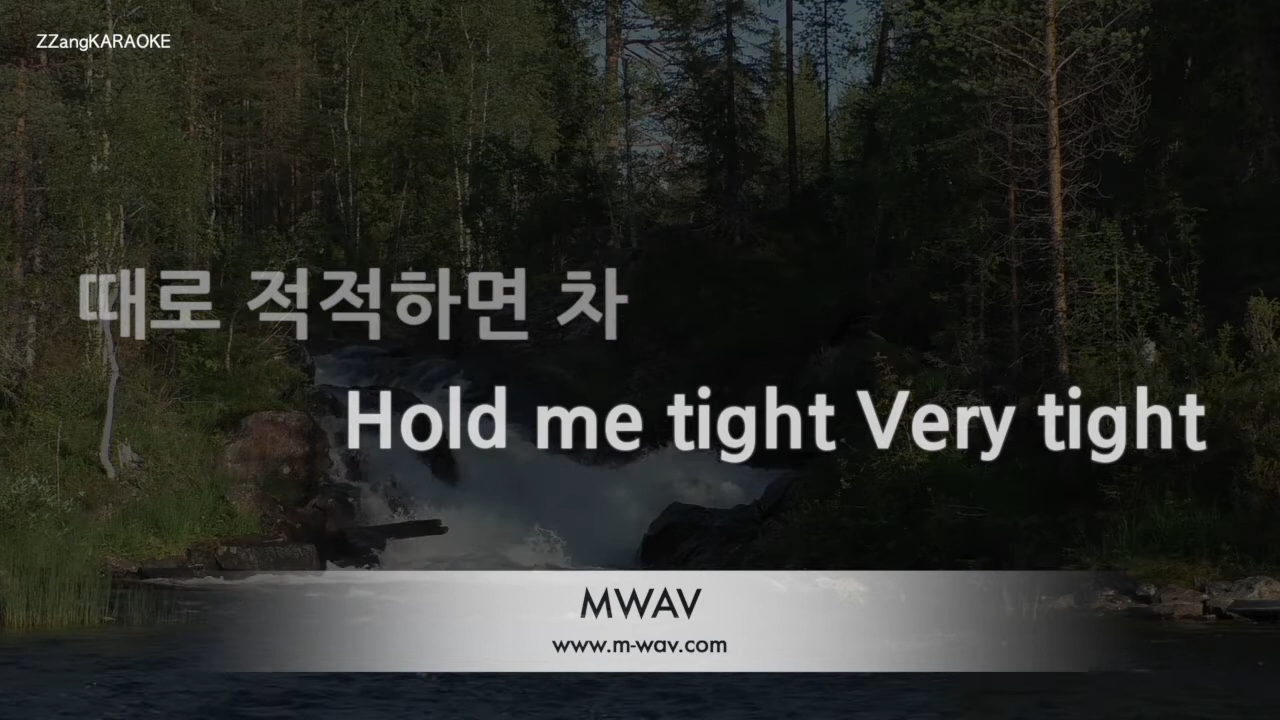 ZZangKARAOKE
때로 적적하면 차
Hold me tight Very tight
MWAV
www.m-wav.com